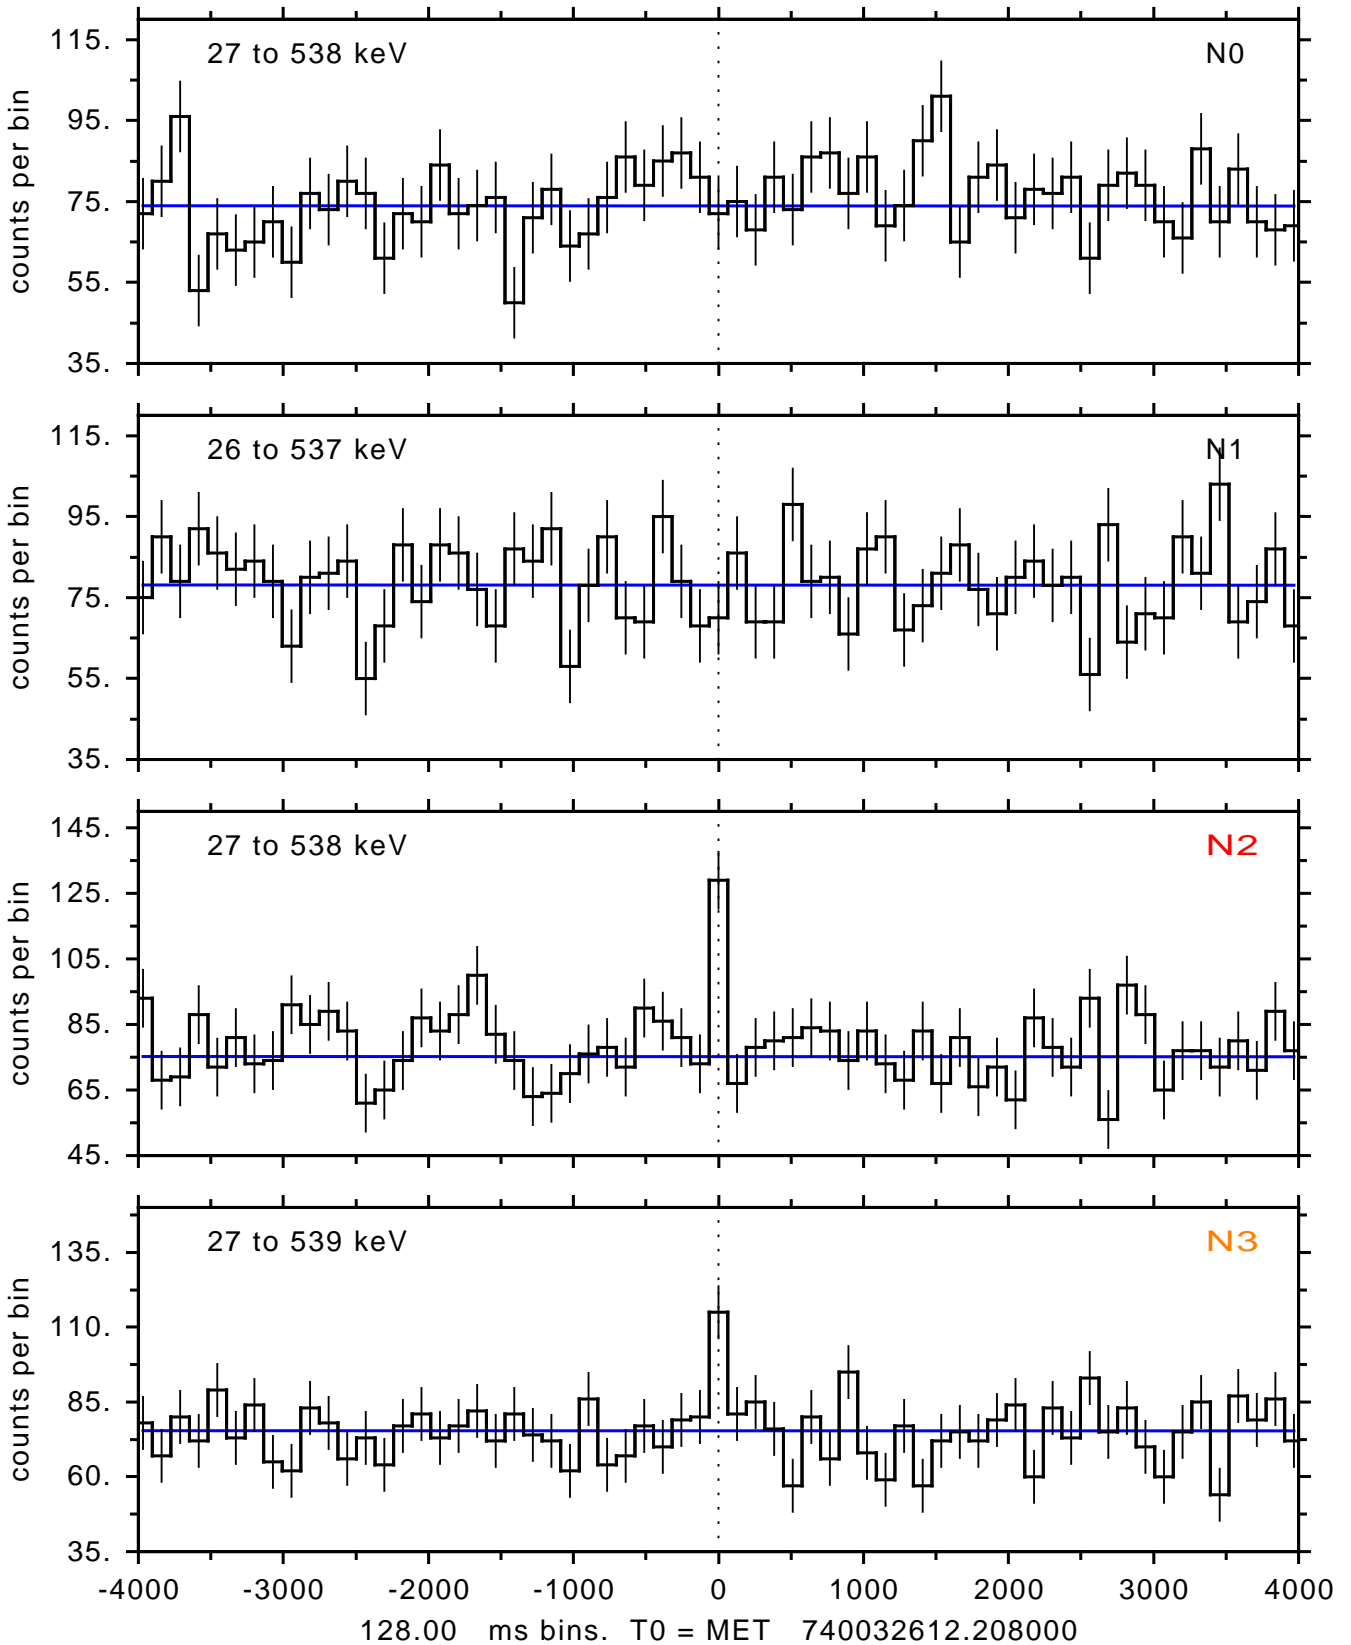 115.
27 to 538 keV
N0
95.
75.
55.
35.
counts per bin
115.
26 to 537 keV
N1
95.
75.
55.
35.
counts per bin
145.
27 to 538 keV
N2
125.
105.
85.
65.
45.
counts per bin
27 to 539 keV
N3
135.
110.
85.
60.
35.
counts per bin
-4000 -3000 -2000 -1000 0 1000 2000 3000 4000
128.00 ms bins. T0 = MET 740032612.208000